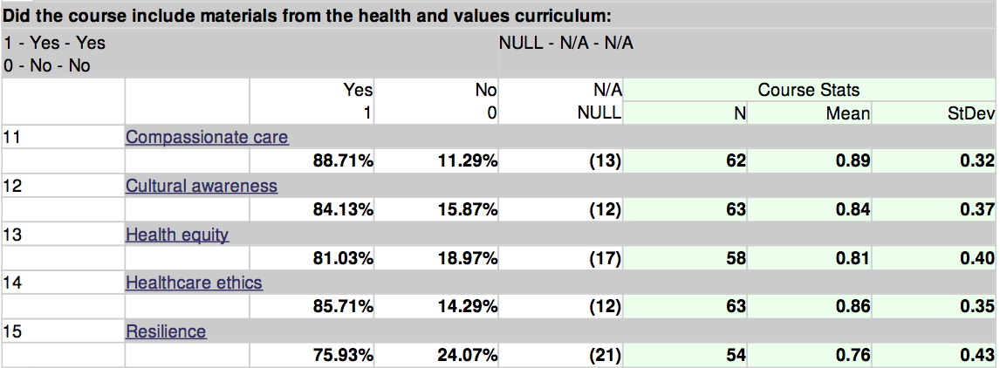 Did the course include materials from the health and values curriculum:
1 - Yes - Yes NULL - N/A - N/A
0 - No - No
Yes No N/A Course Stats
1 0 NULL N Mean StDev
11 Compassionate care
88.71% 11.29% (13) 62 0.89 0.32
12 Cultural awareness
84.13% 15.87% (12) 63 0.84 0.37
13 Health equity
81.03% 18.97% (17) 58 0.81 0.40
14 Healthcare ethics
85.71% 14.29% (12) 63 0.86 0.35
15 Resilience
75.93% 24.07% (21) 54 0.76 0.43